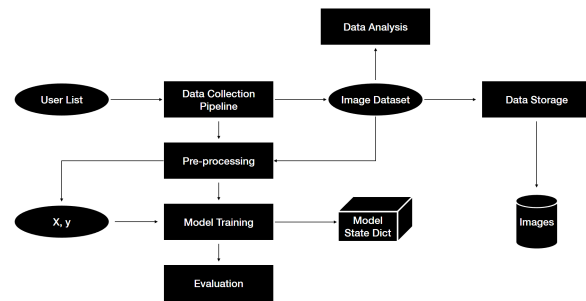 Data Analysis
User List
Data Collection
Pipeline
Image Dataset
Data Storage
Pre-processing
X, y
Model Training
Model
State Dict
Images
Evaluation